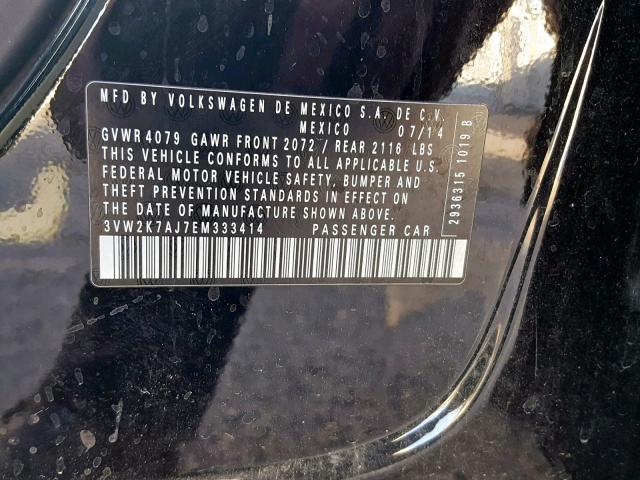 MFD BY VOLKSWAGEN DE MEXICO S.A. DE C.V.
MEXICO 07/14
GVWR 4079 GAWR FRONT 2072 / REAR 2116 LBS
THIS VEHICLE CONFORMS TO ALL APPLICABLE U.S.
FEDERAL MOTOR VEHICLE SAFETY, BUMPER AND
THEFT PREVENTION STANDARDS IN EFFECT ON
THE DATE OF MANUFACTURE SHOWN ABOVE.
3VW2K7AJ7EM333414 PASSENGER CAR
2936315 1019 B